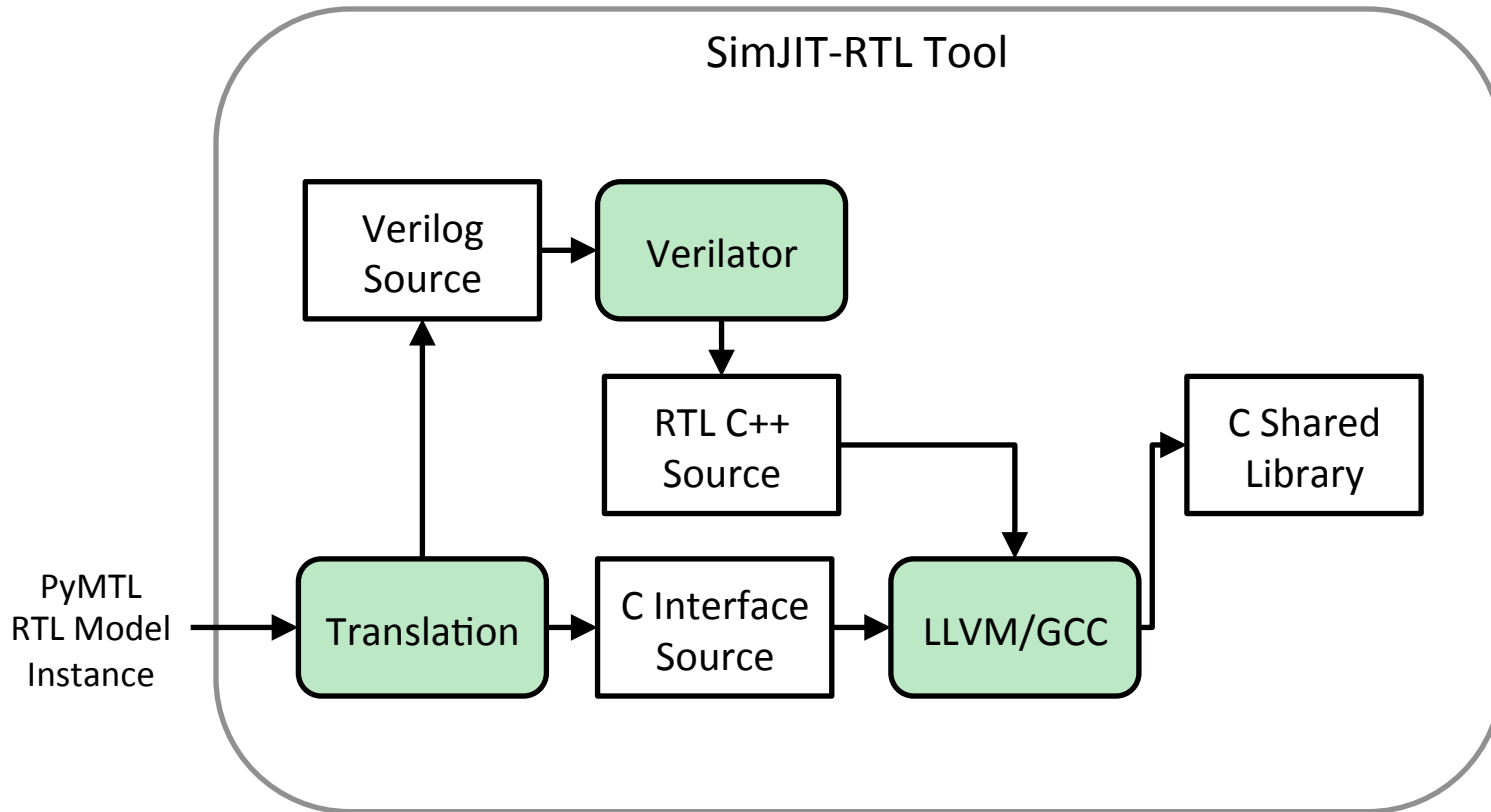 SimJIT-RTL Tool
Verilog
Source
Verilator
RTL C++
Source
C Shared
Library
PyMTL
RTL Model
Instance
Translation
C Interface
Source
LLVM/GCC